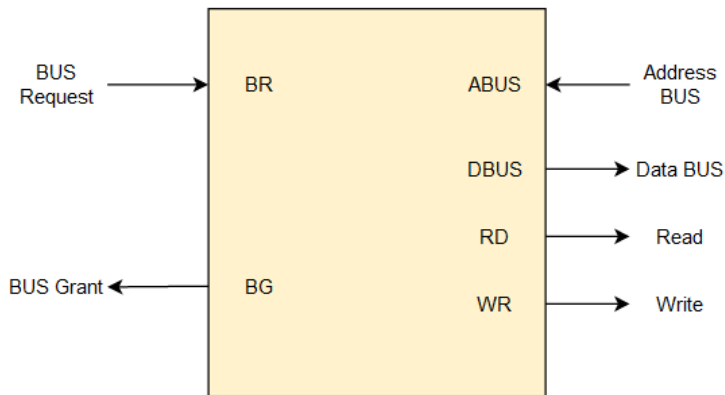 BUS
Request
BR
ABUS
Address
BUS
DBUS
Data BUS
RD
Read
BUS Grant
BG
WR
Write